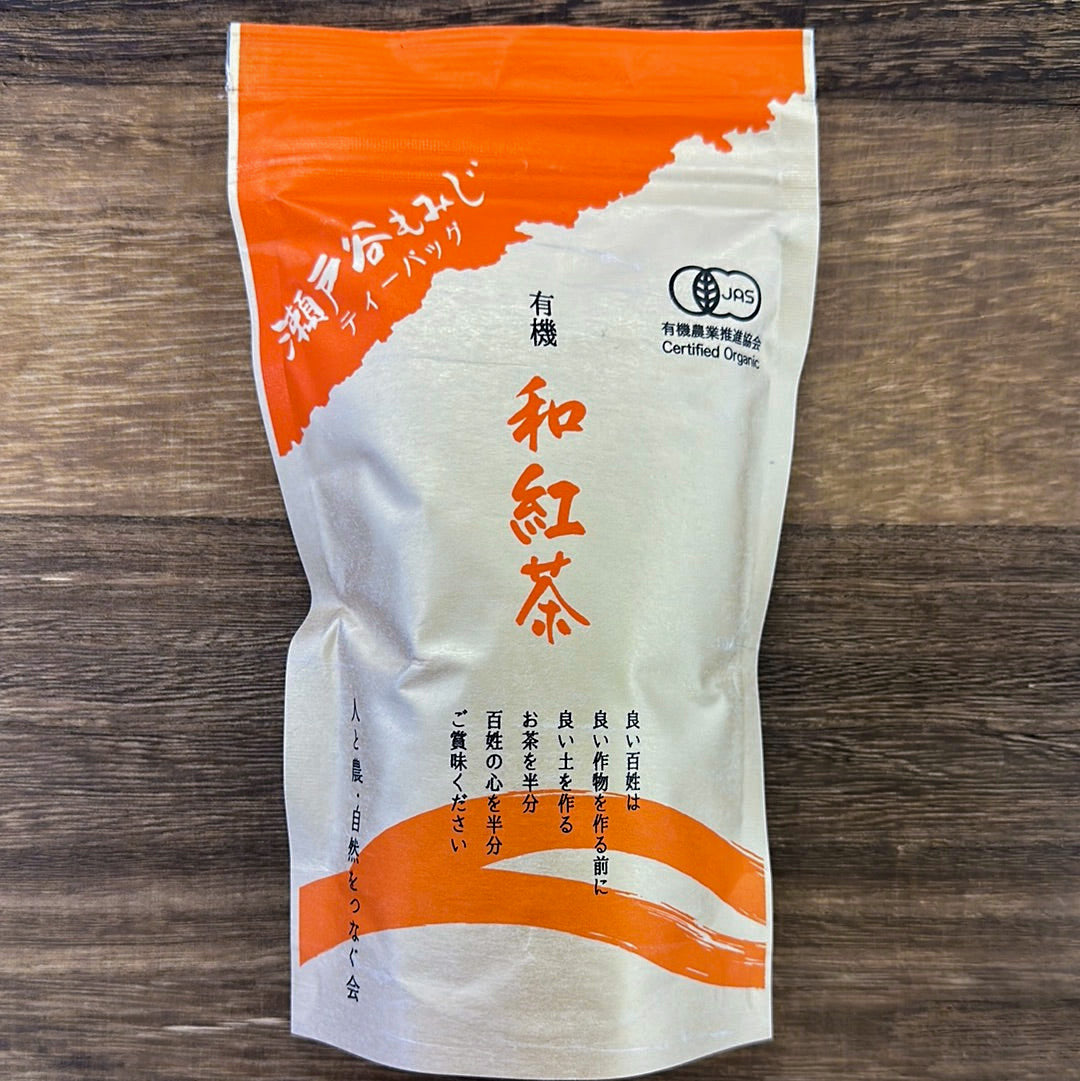 瀬戸谷もみじ
ティーバッグ
JAS
有機農業推進協会
Certified Organic
有機
和紅茶
良い百姓は
良い作物を作る前に
良い土を作る
お茶を半分
百姓の心を半分
ご賞味ください
人と農・自然をつなぐ会